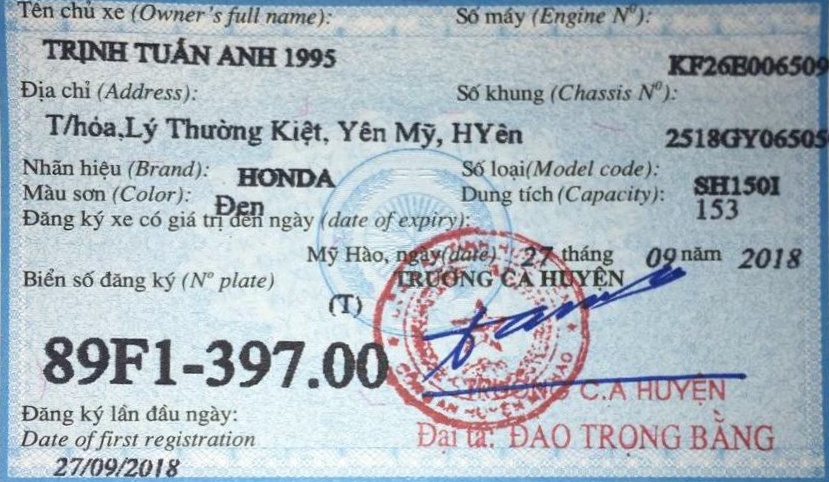 Tên chủ xe (Owner's full name):
Số máy (Engine Nº):
TRỊNH TUẤN ANH 1995
KF26E006509
Địa chỉ (Address):
Số khung (Chassis Nº):
T/hóa,Lý Thường Kiệt, Yên Mỹ, HYên
2518GY06505
Nhãn hiệu (Brand): HONDA
Số loại(Model code): SH150I
Màu sơn (Color): Đen
Dung tích (Capacity): 153
Đăng ký xe có giá trị đến ngày (date of expiry):
Mỹ Hào, ngày(date) 27 tháng 09 năm 2018
Biển số đăng ký (Nº plate)
TRƯỞNG CA HUYỆN
(T)
89F1-397.00
TRƯỞNG C.A HUYỆN
Đăng ký lần đầu ngày:
Đại tá: ĐÀO TRỌNG BẰNG
Date of first registration
27/09/2018